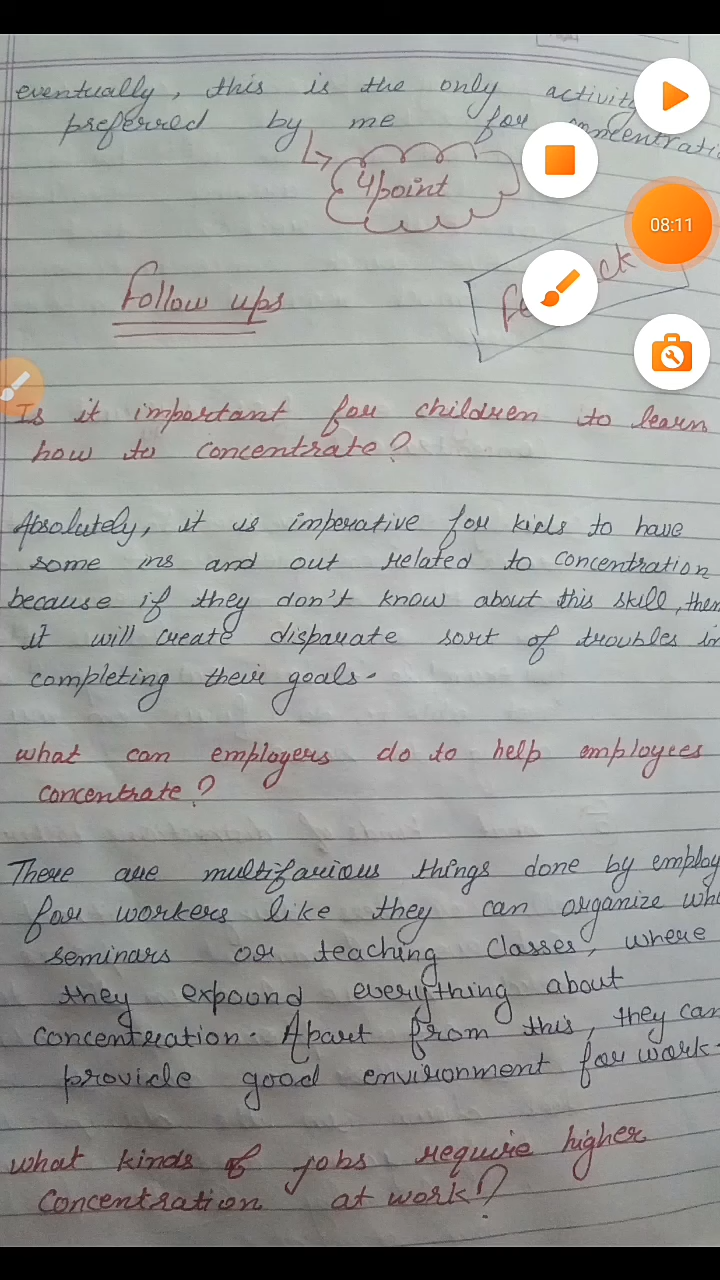 eventually, this is the only activity
preferred by me for concentrati
4point
Follow ups
08:11
Is it important for children to learn
how to concentrate?
Absolutely, it is imperative for kids to have
some ins and out related to concentration
because if they don't know about this skill, then
it will create disparate sort of troubles in
completing their goals.
what can employers do to help employees
concentrate?
There are multifarious things done by employ
for workers like they can organize
seminars or teaching classes, where
they expound everything about
concentration. Apart from this, they can
provide good environment for work.
what kinds of jobs require higher
concentration at work?